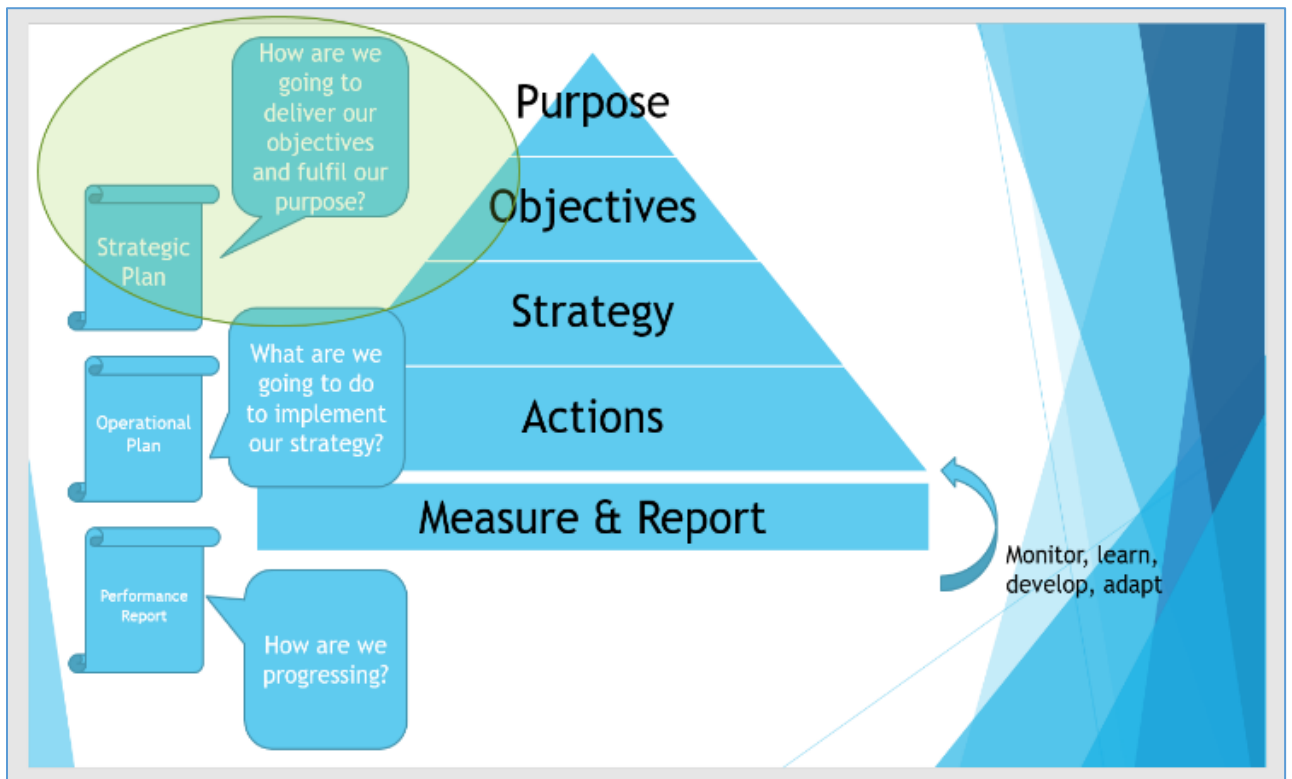 How are we
going to
deliver our
objectives
and fulfil our
purpose?
Strategic
Plan
Purpose
Objectives
Strategy
Actions
What are we
going to do
to implement
our strategy?
Operational
Plan
Measure & Report
Monitor, learn,
develop, adapt
Performance
Report
How are we
progressing?